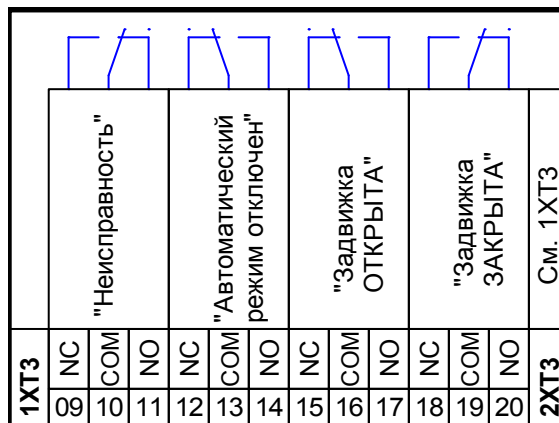 "Неисправность"
"Автоматический
режим отключен"
"Задвижка
ОТКРЫТА"
"Задвижка
ЗАКРЫТА"
См. 1ХТ3
1ХТ3
NC COM NO NC COM NO NC COM NO NC COM NO
09 10 11 12 13 14 15 16 17 18 19 20
2ХТ3